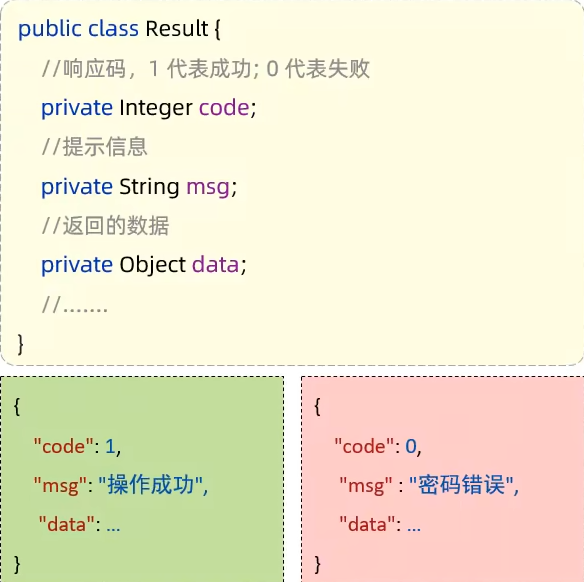 public class Result {
//响应码，1 代表成功; 0 代表失败
private Integer code;
//提示信息
private String msg;
//返回的数据
private Object data;
//.......
}
{
"code": 1,
"msg": "操作成功",
"data": ...
}
{
"code": 0,
"msg" : "密码错误",
"data": ...
}